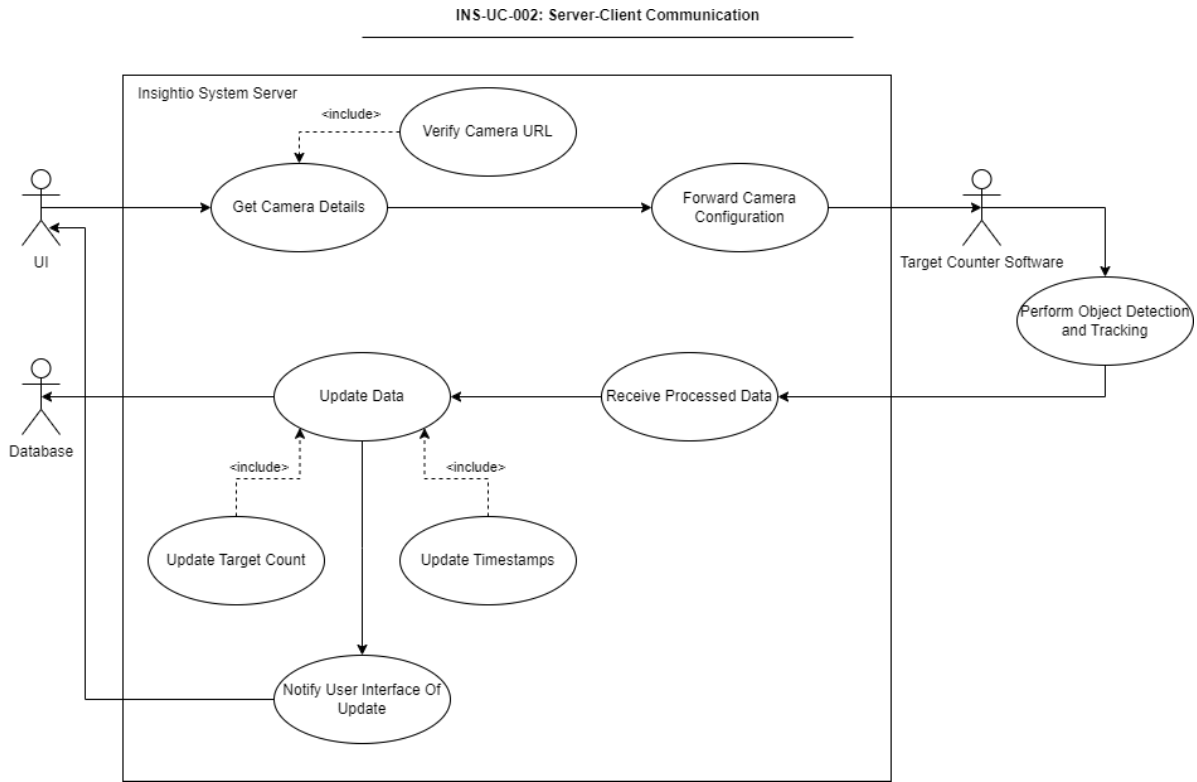 INS-UC-002: Server-Client Communication
Insightio System Server
<include>
Verify Camera URL
Get Camera Details
Forward Camera
Configuration
UI
Target Counter Software
Perform Object Detection
and Tracking
Update Data
Receive Processed Data
Database
<include>
<include>
Update Target Count
Update Timestamps
Notify User Interface Of
Update